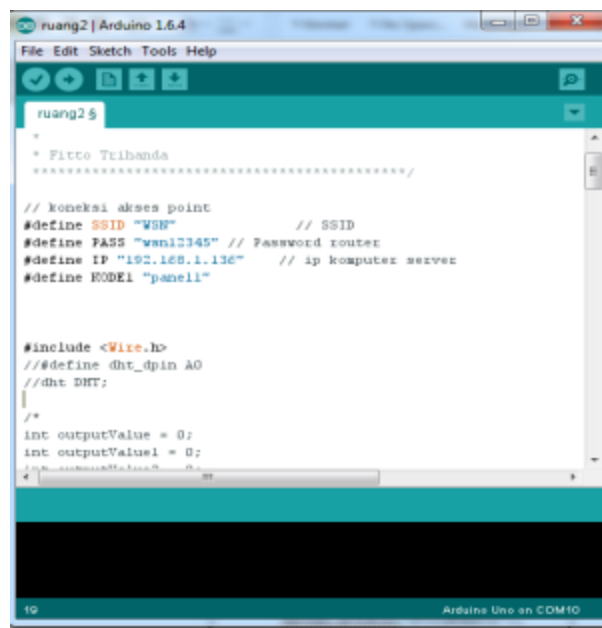 ruang2 | Arduino 1.6.4
File Edit Sketch Tools Help
ruang2 §
*
* Fitto Trihanda
*********************************************/
// koneksi akses point
#define SSID "WSN" // SSID
#define PASS "wsn12345" // Password router
#define IP "192.168.1.136" // ip komputer server
#define KODE1 "panel1"
#include <Wire.h>
//#define dht_dpin A0
//dht DHT;
/*
int outputValue = 0;
int outputValue1 = 0;
19
Arduino Uno on COM10